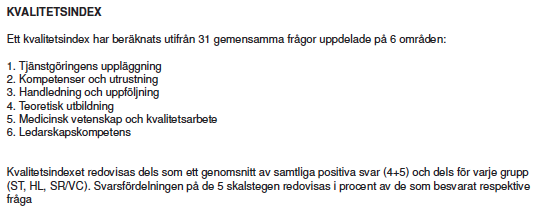 KVALITETSINDEX
Ett kvalitetsindex har beräknats utifrån 31 gemensamma frågor uppdelade på 6 områden:
1. Tjänstgöringens uppläggning
2. Kompetenser och utrustning
3. Handledning och uppföljning
4. Teoretisk utbildning
5. Medicinsk vetenskap och kvalitetsarbete
6. Ledarskapskompetens
Kvalitetsindexet redovisas dels som ett genomsnitt av samtliga positiva svar (4+5) och dels för varje grupp
(ST, HL, SR/VC). Svarsfördelningen på de 5 skalstegen redovisas i procent av de som besvarat respektive
fråga